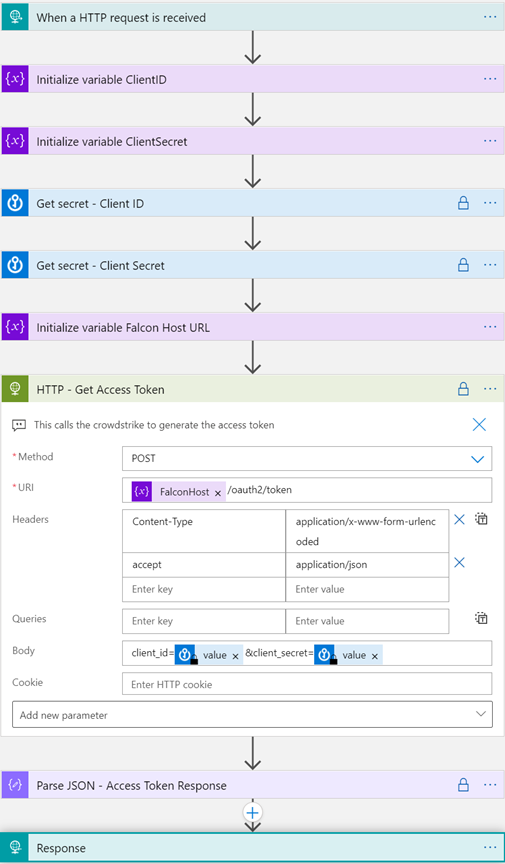 When a HTTP request is received
{x} Initialize variable ClientID
{x} Initialize variable ClientSecret
Get secret - Client ID
Get secret - Client Secret
{x} Initialize variable Falcon Host URL
HTTP - Get Access Token
This calls the crowdstrike to generate the access token
* Method POST
* URI {x} FalconHost × /oauth2/token
Headers Content-Type application/x-www-form-urlenc
oded
accept application/json
Enter key Enter value
Queries Enter key Enter value
Body client_id= value × &client_secret= value ×
Cookie Enter HTTP cookie
Add new parameter
Parse JSON - Access Token Response
Response